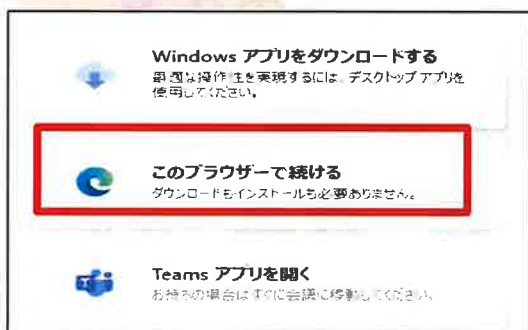 Windows アプリをダウンロードする
最適な操作性を実現するには、デスクトップ アプリを
使用してください。
このブラウザーで続ける
ダウンロードもインストールも必要ありません。
Teams アプリを開く
お持ちの場合はすぐに会議に移動してください。